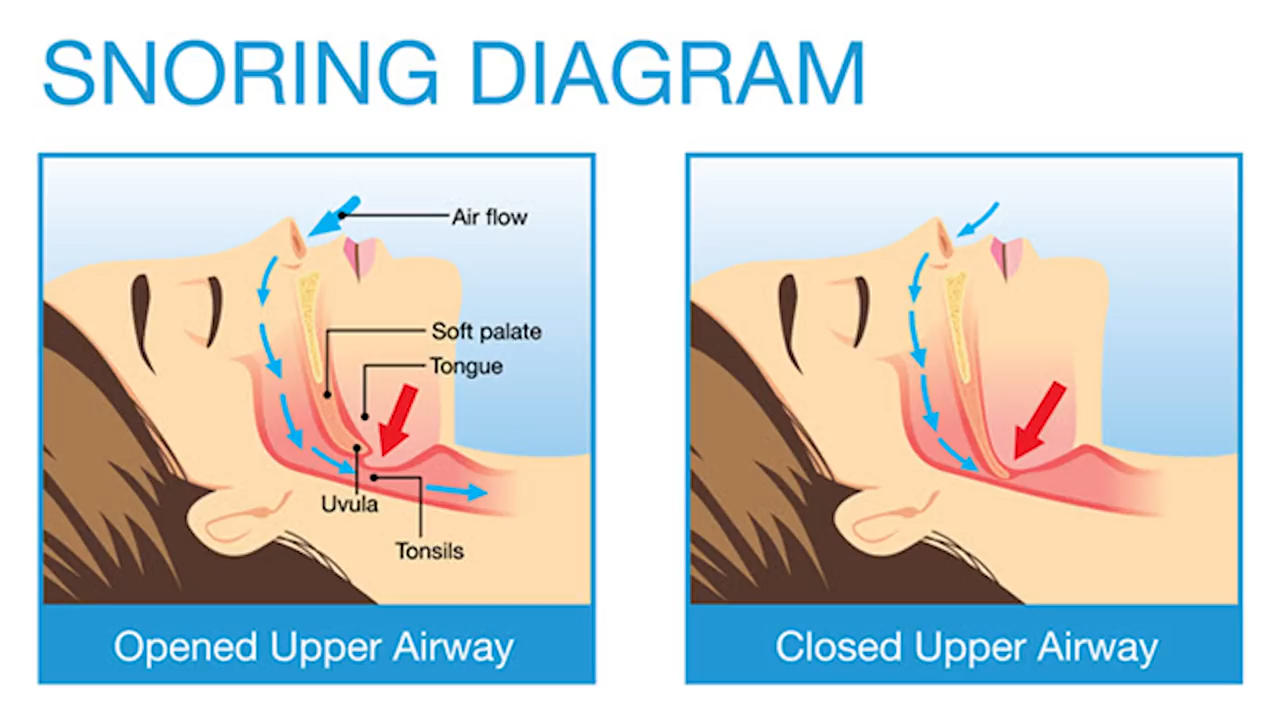 SNORING DIAGRAM
Air flow
Soft palate
Tongue
Uvula
Tonsils
Opened Upper Airway
Closed Upper Airway